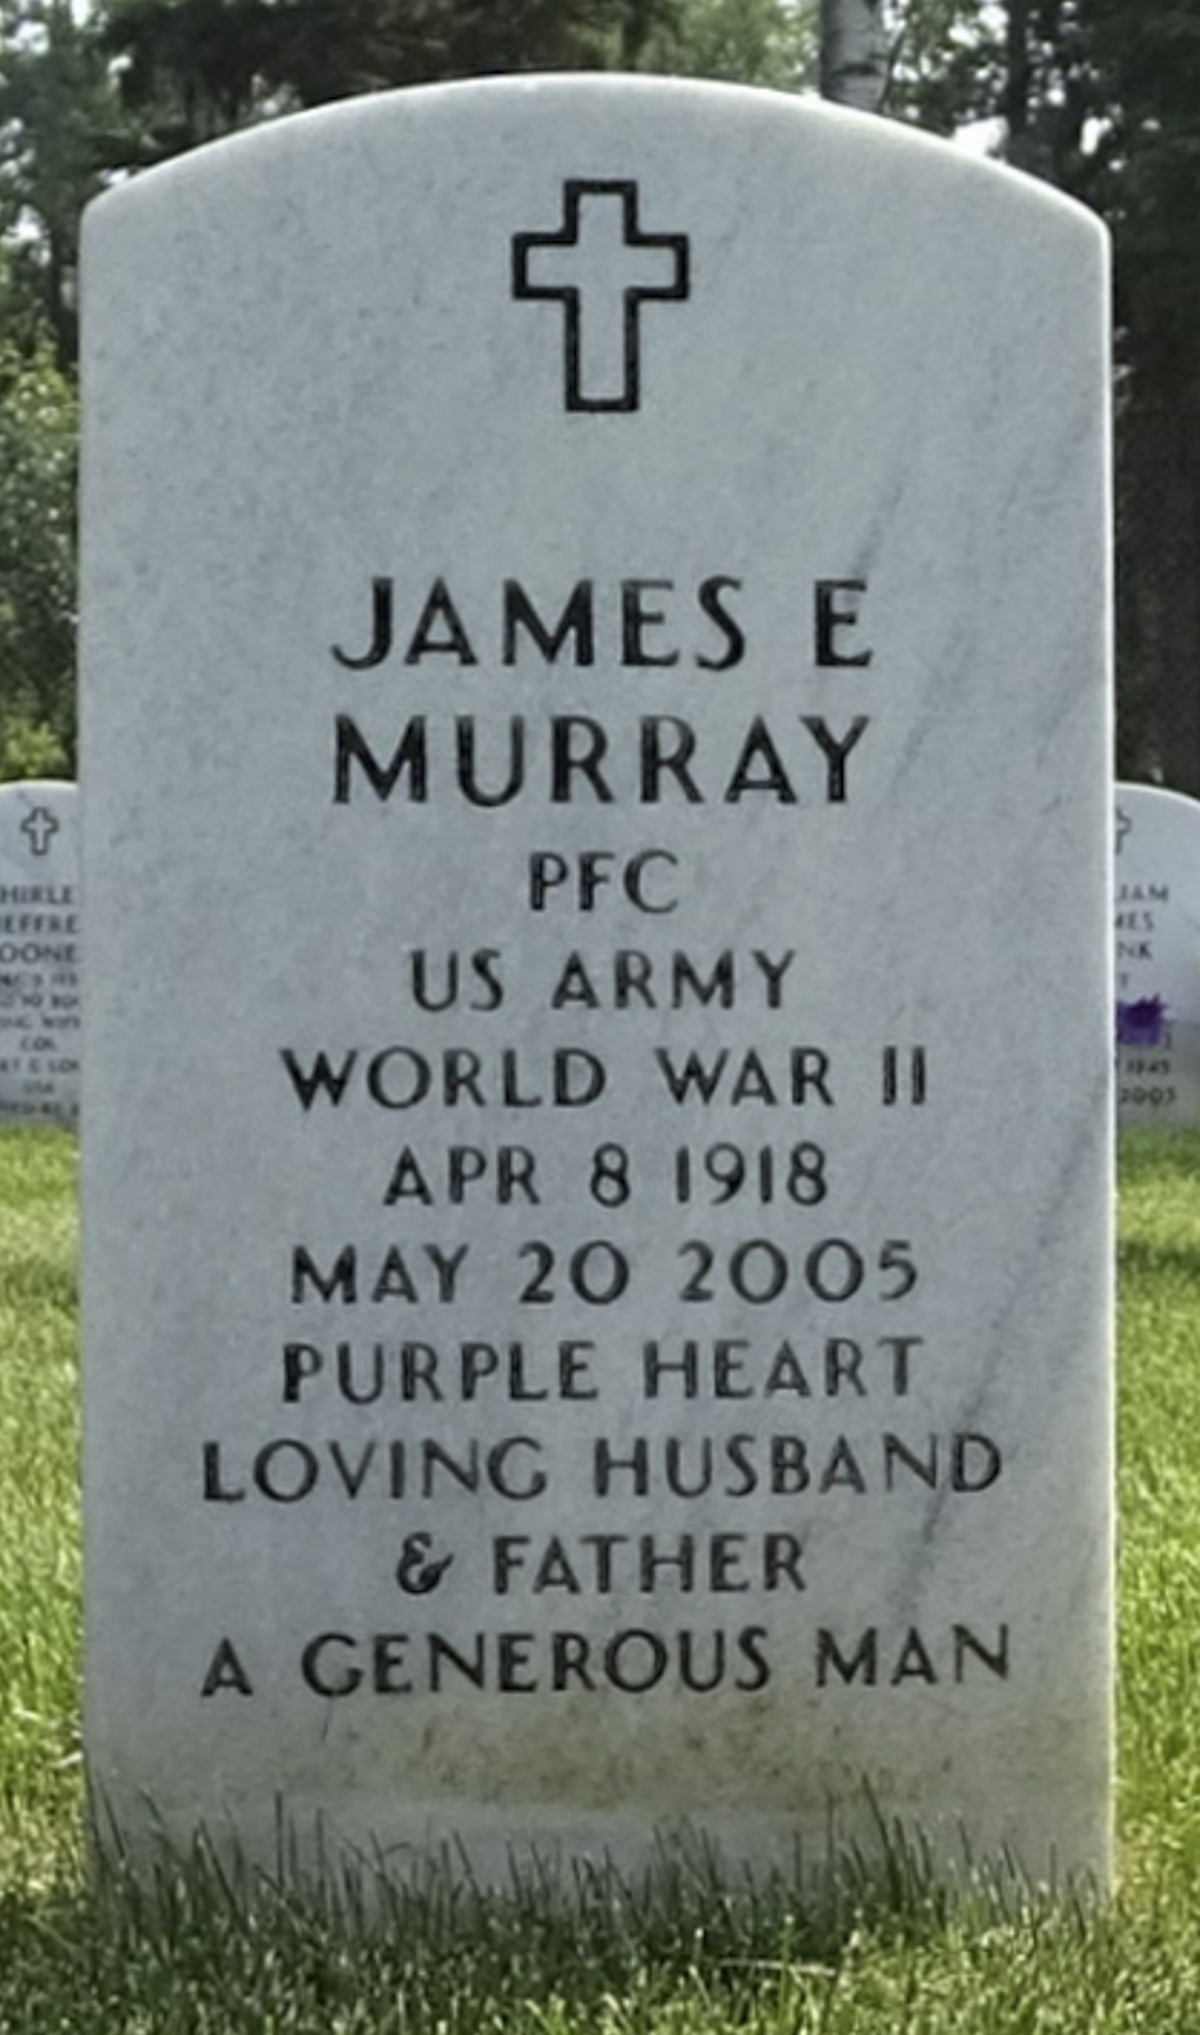 JAMES E
MURRAY
PFC
US ARMY
WORLD WAR II
APR 8 1918
MAY 20 2005
PURPLE HEART
LOVING HUSBAND
& FATHER
A GENEROUS MAN